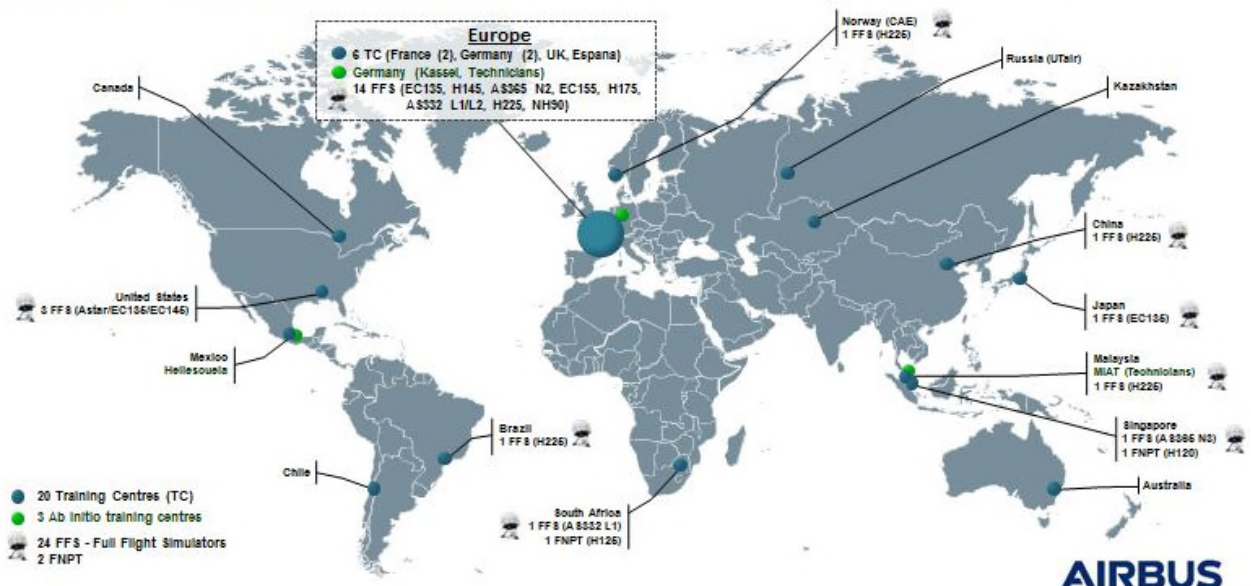 Europe
6 TC (France (2), Germany (2), UK, Espana)
Germany (Kassel, Technicians)
14 FFS (EC135, H145, AS365 N2, EC155, H175,
AS332 L1/L2, H225, NH90)
Norway (CAE)
1 FFS (H225)
Russia (UTair)
Kazakhstan
Canada
China
1 FFS (H225)
United States
3 FFS (Astar/EC135/EC145)
Japan
1 FFS (EC135)
Mexico
Heliescuela
Malaysia
MIAT (Technicians)
1 FFS (H225)
Brazil
1 FFS (H225)
Singapore
1 FFS (AS365 N3)
1 FNPT (H120)
Chile
Australia
South Africa
1 FFS (AS332 L1)
1 FNPT (H125)
20 Training Centres (TC)
3 Ab initio training centres
24 FFS - Full Flight Simulators
2 FNPT
AIRBUS